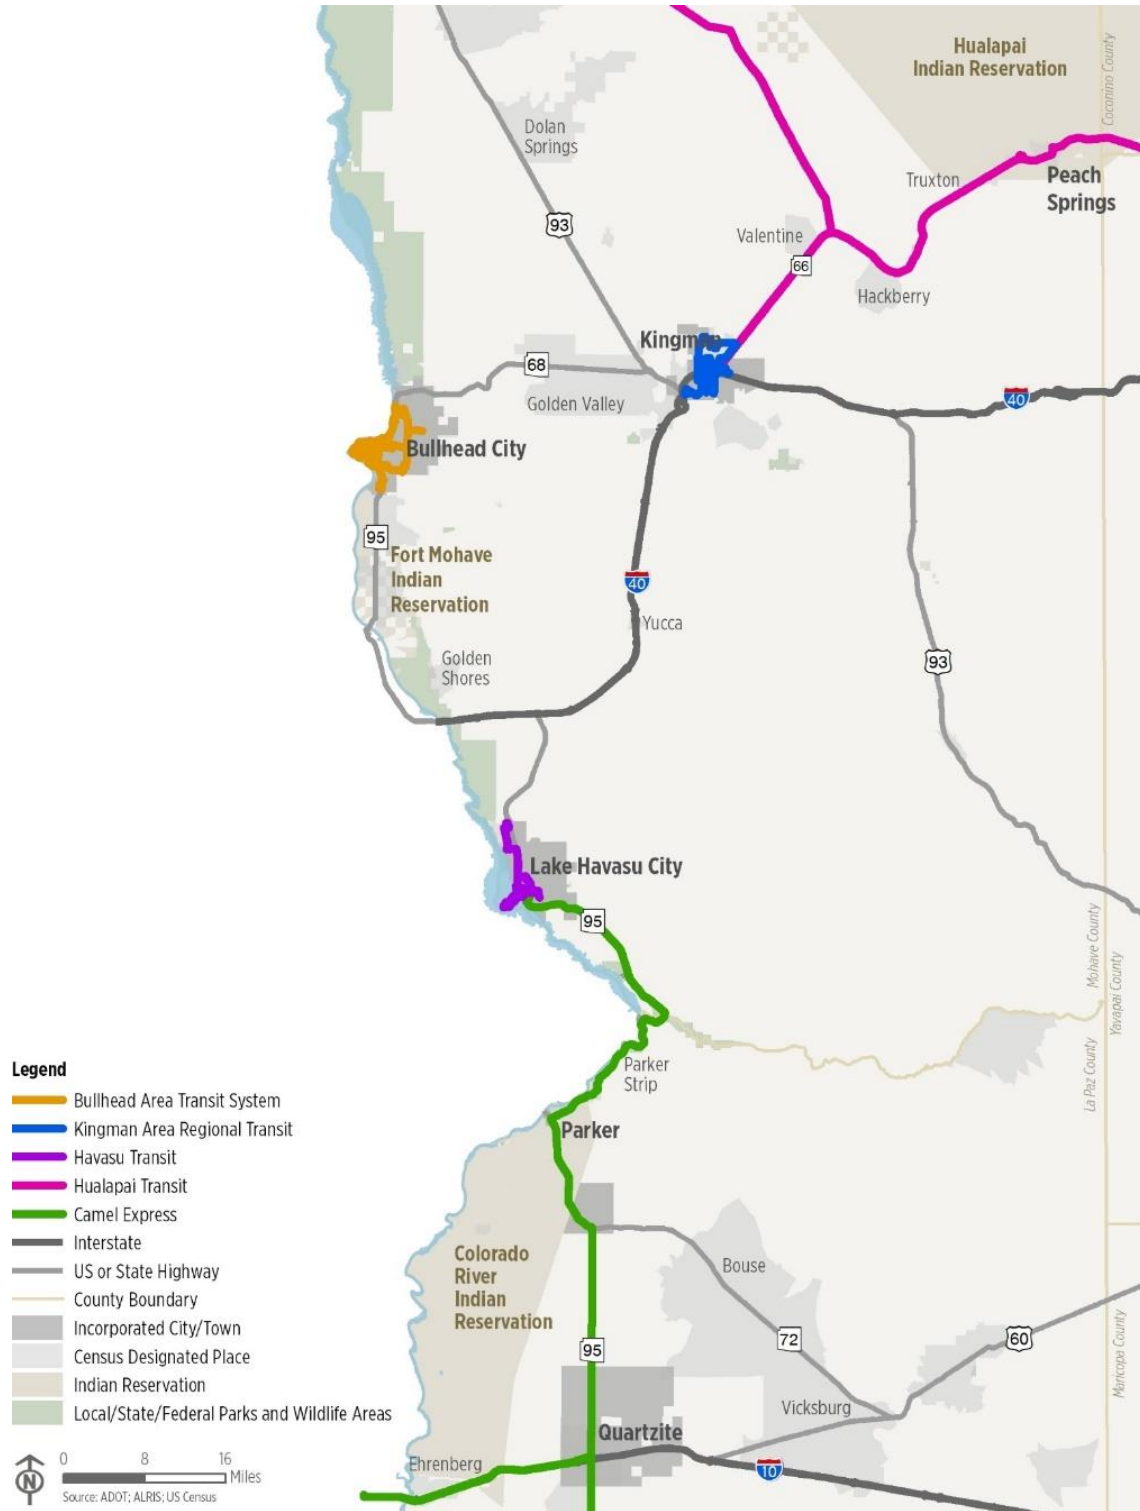 Hualapai
Indian Reservation
Coconino County
Dolan
Springs
Truxton
Peach
Springs
93
Valentine
66
Hackberry
Kingman
68
40
Golden Valley
Bullhead City
95
Fort Mohave
Indian
Reservation
40
Yucca
Golden
Shores
93
Lake Havasu City
95
Mohave County
Yavapai County
La Paz County
Parker
Strip
Parker
Legend
Bullhead Area Transit System
Kingman Area Regional Transit
Havasu Transit
Hualapai Transit
Camel Express
Interstate
US or State Highway
County Boundary
Incorporated City/Town
Census Designated Place
Indian Reservation
Local/State/Federal Parks and Wildlife Areas
Colorado
River
Indian
Reservation
Bouse
95
72
60
Maricopa County
Vicksburg
Quartzite
Ehrenberg
10
N
0 8 16
Miles
Source: ADOT; ALRIS; US Census